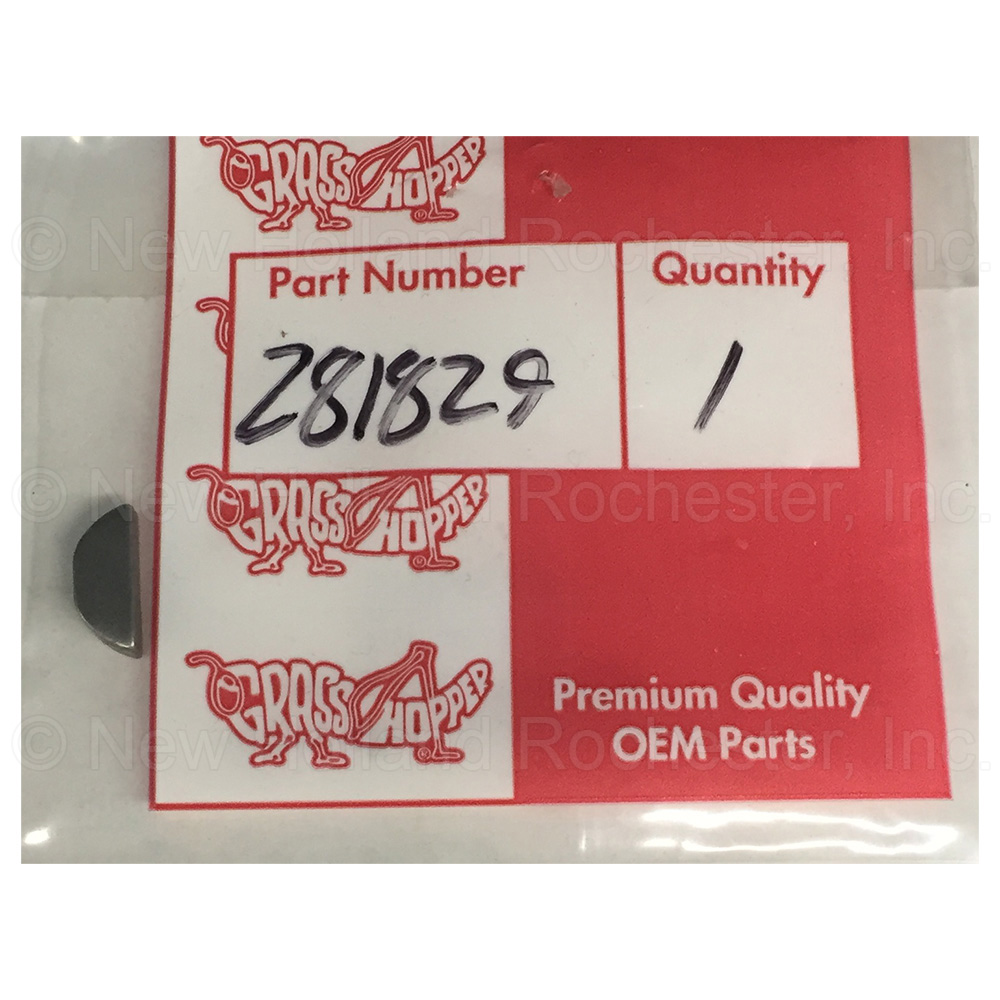 GRASSHOPPER
© New Holland Rochester, Inc.
Part Number Quantity
281829 1
GRASSHOPPER
© New Holland Rochester, Inc.
GRASSHOPPER
Premium Quality
OEM Parts
© New Holland Rochester, Inc.